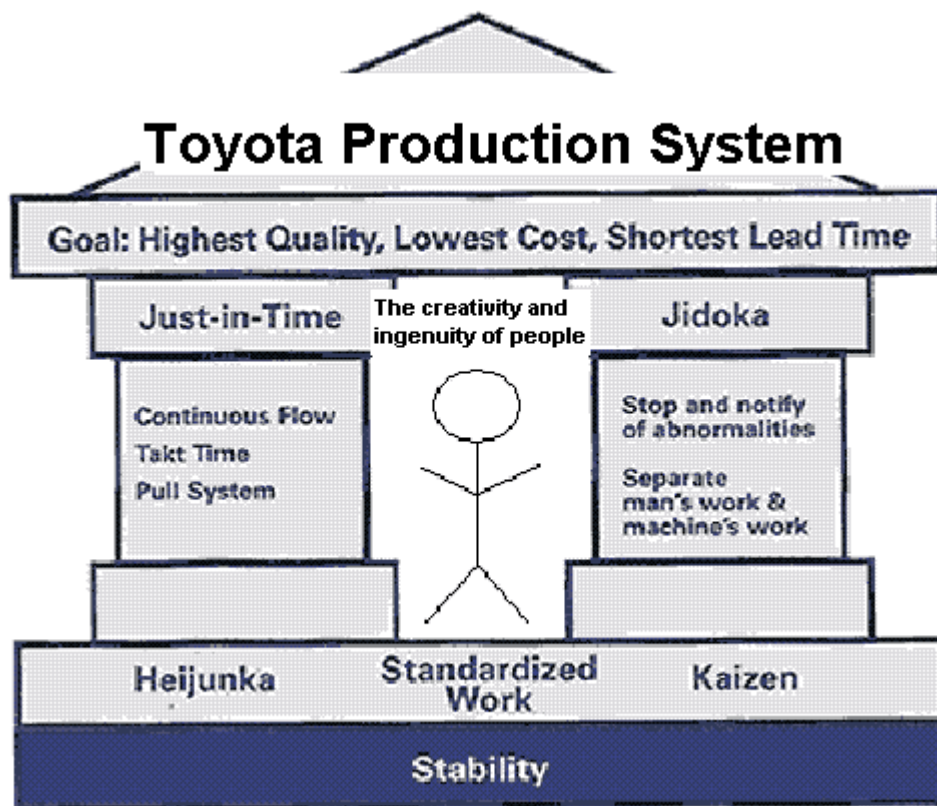 Toyota Production System
Goal: Highest Quality, Lowest Cost, Shortest Lead Time
Just-in-Time
The creativity and
ingenuity of people
Jidoka
Continuous Flow
Takt Time
Pull System
Stop and notify
of abnormalities
Separate
man's work &
machine's work
Heijunka
Standardized
Work
Kaizen
Stability